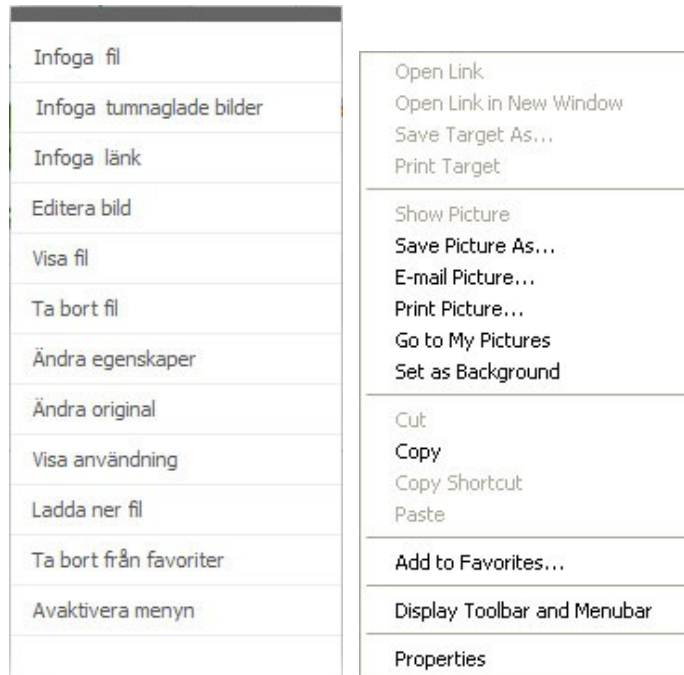 Infoga fil
Infoga tumnaglade bilder
Infoga länk
Editera bild
Visa fil
Ta bort fil
Ändra egenskaper
Ändra original
Visa användning
Ladda ner fil
Ta bort från favoriter
Avaktivera menyn
Open Link
Open Link in New Window
Save Target As...
Print Target
Show Picture
Save Picture As...
E-mail Picture...
Print Picture...
Go to My Pictures
Set as Background
Cut
Copy
Copy Shortcut
Paste
Add to Favorites...
Display Toolbar and Menubar
Properties